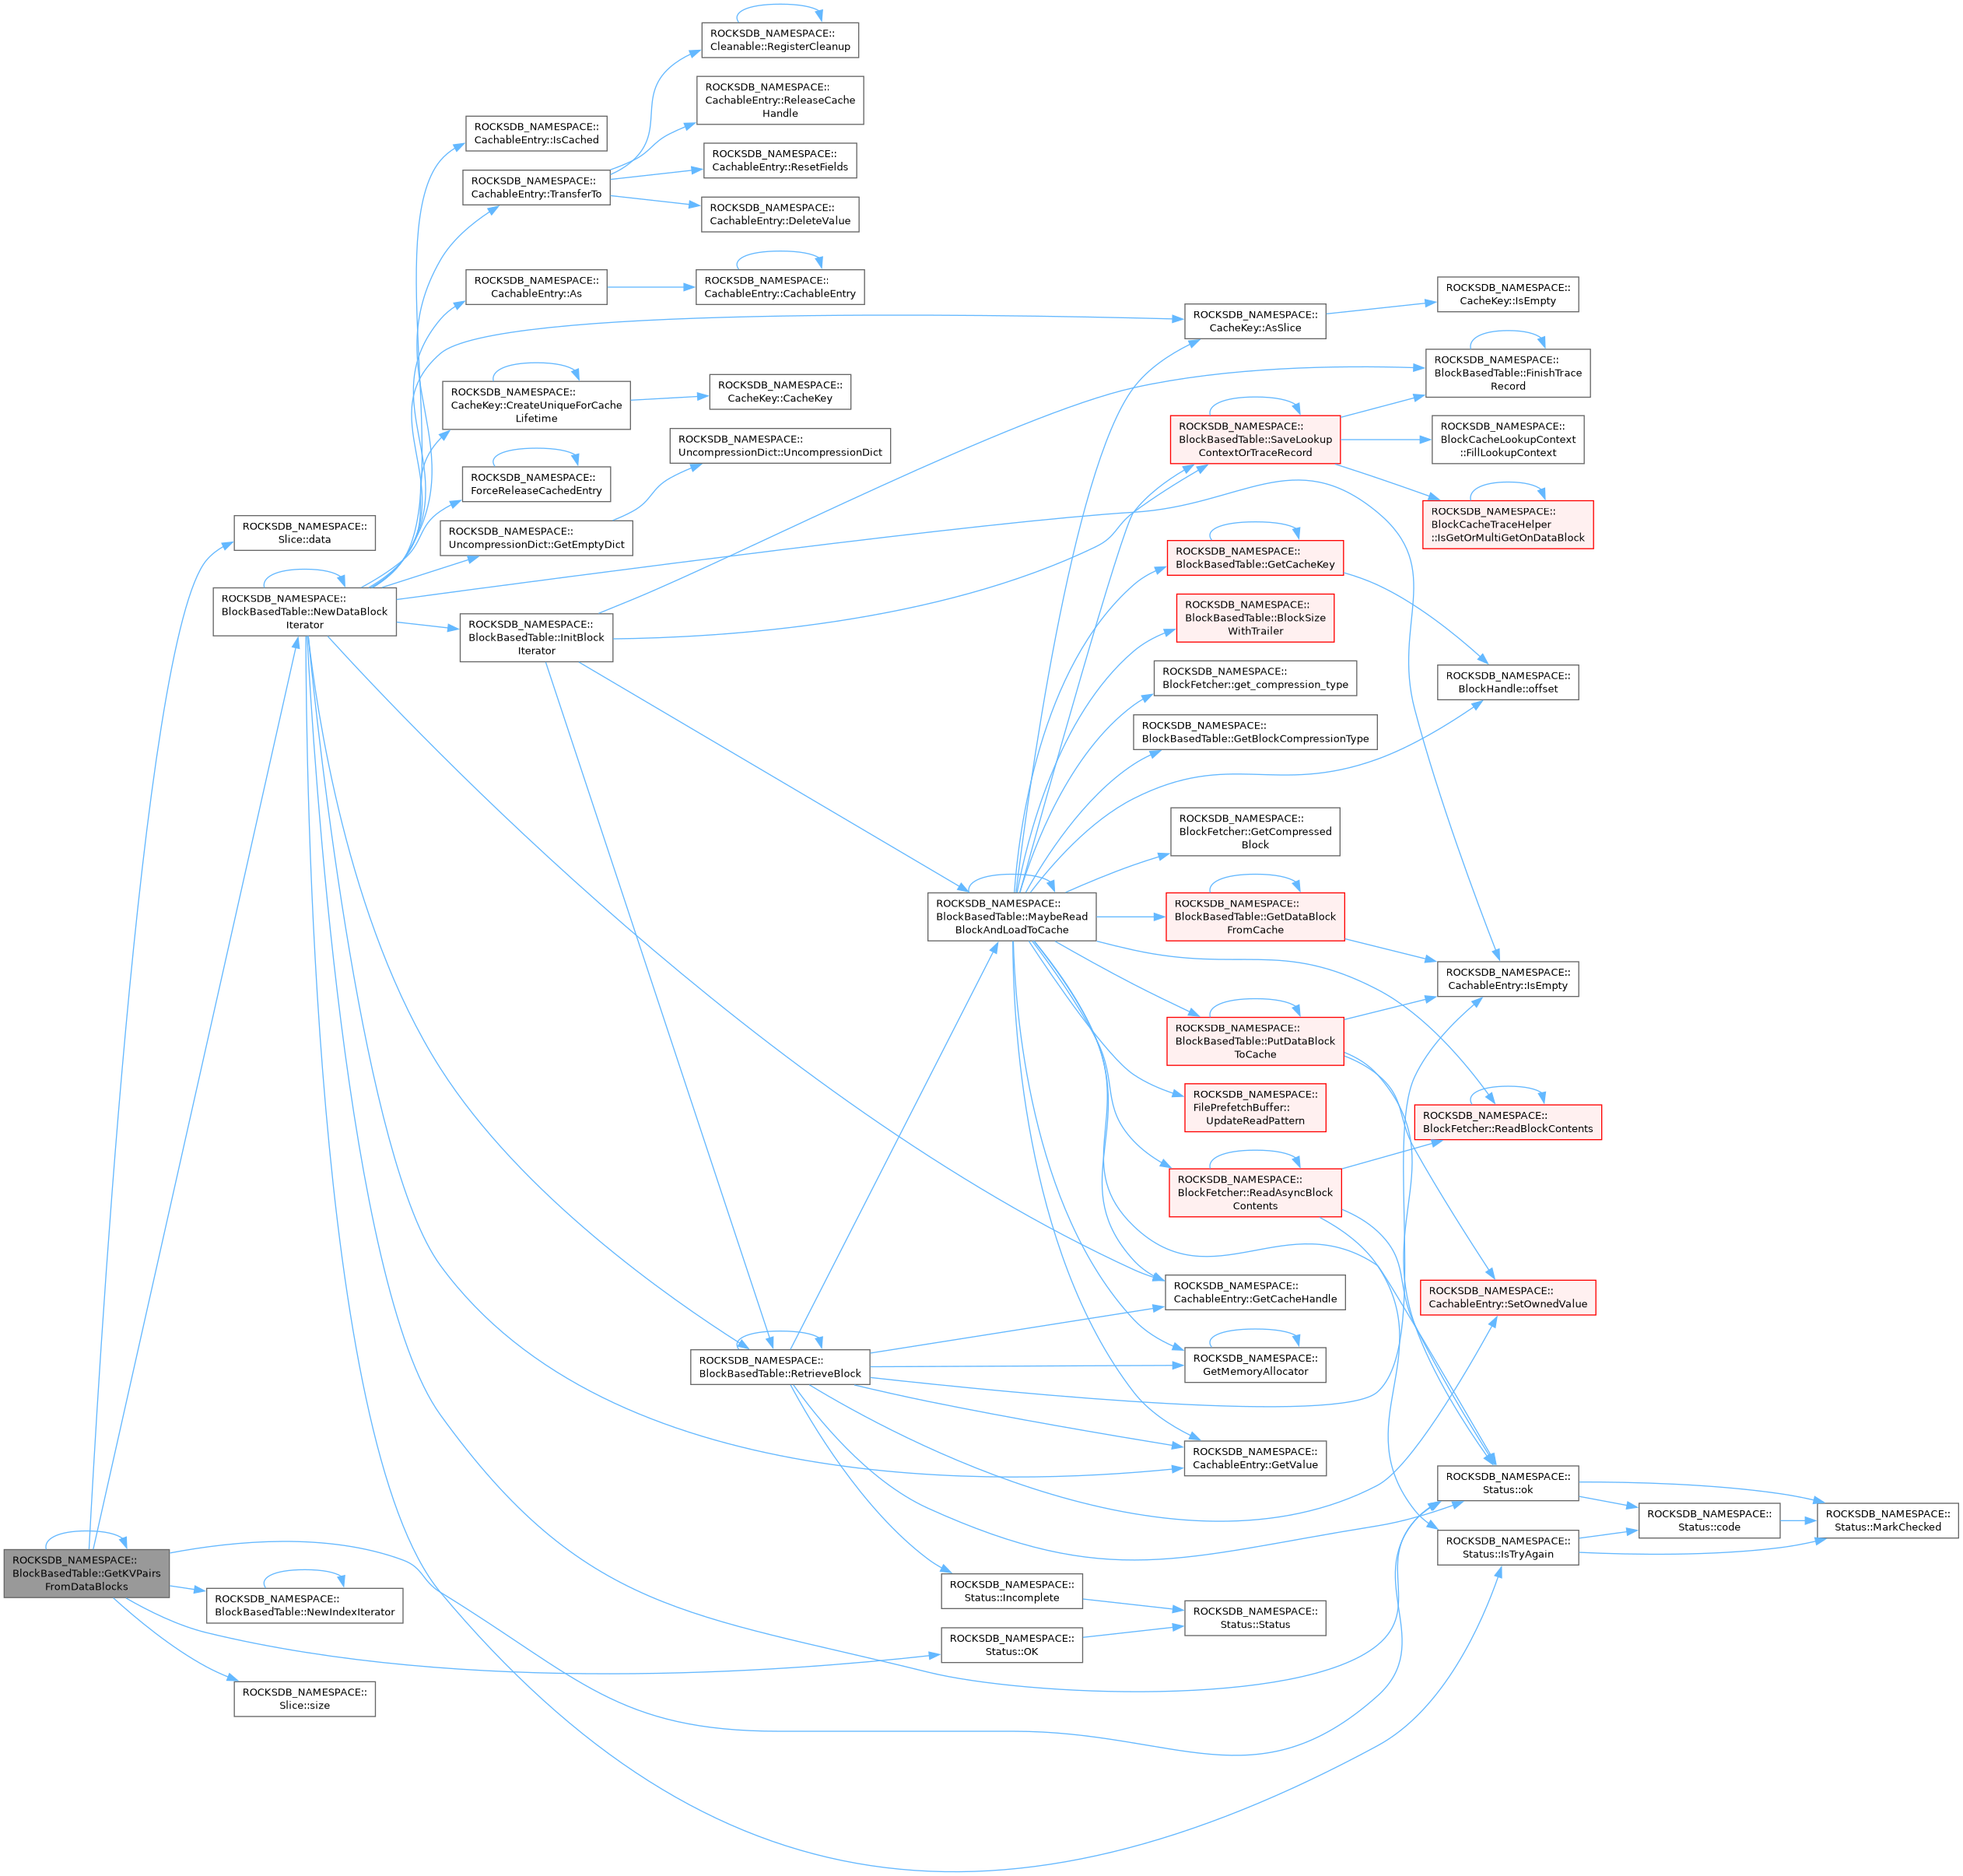 ROCKSDB_NAMESPACE::
Cleanable::RegisterCleanup
ROCKSDB_NAMESPACE::
CachableEntry::ReleaseCache
Handle
ROCKSDB_NAMESPACE::
CachableEntry::IsCached
ROCKSDB_NAMESPACE::
CachableEntry::ResetFields
ROCKSDB_NAMESPACE::
CachableEntry::TransferTo
ROCKSDB_NAMESPACE::
CachableEntry::DeleteValue
ROCKSDB_NAMESPACE::
CachableEntry::As
ROCKSDB_NAMESPACE::
CachableEntry::CachableEntry
ROCKSDB_NAMESPACE::
CacheKey::IsEmpty
ROCKSDB_NAMESPACE::
CacheKey::AsSlice
ROCKSDB_NAMESPACE::
BlockBasedTable::FinishTrace
Record
ROCKSDB_NAMESPACE::
CacheKey::CreateUniqueForCache
Lifetime
ROCKSDB_NAMESPACE::
CacheKey::CacheKey
ROCKSDB_NAMESPACE::
BlockBasedTable::SaveLookup
ContextOrTraceRecord
ROCKSDB_NAMESPACE::
BlockCacheLookupContext
::FillLookupContext
ROCKSDB_NAMESPACE::
UncompressionDict::UncompressionDict
ROCKSDB_NAMESPACE::
ForceReleaseCachedEntry
ROCKSDB_NAMESPACE::
BlockCacheTraceHelper
::IsGetOrMultiGetOnDataBlock
ROCKSDB_NAMESPACE::
Slice::data
ROCKSDB_NAMESPACE::
UncompressionDict::GetEmptyDict
ROCKSDB_NAMESPACE::
BlockBasedTable::GetCacheKey
ROCKSDB_NAMESPACE::
BlockBasedTable::NewDataBlock
Iterator
ROCKSDB_NAMESPACE::
BlockBasedTable::InitBlock
Iterator
ROCKSDB_NAMESPACE::
BlockBasedTable::BlockSize
WithTrailer
ROCKSDB_NAMESPACE::
BlockFetcher::get_compression_type
ROCKSDB_NAMESPACE::
BlockHandle::offset
ROCKSDB_NAMESPACE::
BlockBasedTable::GetBlockCompressionType
ROCKSDB_NAMESPACE::
BlockFetcher::GetCompressed
Block
ROCKSDB_NAMESPACE::
BlockBasedTable::MaybeRead
BlockAndLoadToCache
ROCKSDB_NAMESPACE::
BlockBasedTable::GetDataBlock
FromCache
ROCKSDB_NAMESPACE::
CachableEntry::IsEmpty
ROCKSDB_NAMESPACE::
BlockBasedTable::PutDataBlock
ToCache
ROCKSDB_NAMESPACE::
FilePrefetchBuffer::
UpdateReadPattern
ROCKSDB_NAMESPACE::
BlockFetcher::ReadBlockContents
ROCKSDB_NAMESPACE::
BlockFetcher::ReadAsyncBlock
Contents
ROCKSDB_NAMESPACE::
CachableEntry::GetCacheHandle
ROCKSDB_NAMESPACE::
CachableEntry::SetOwnedValue
ROCKSDB_NAMESPACE::
BlockBasedTable::RetrieveBlock
ROCKSDB_NAMESPACE::
GetMemoryAllocator
ROCKSDB_NAMESPACE::
CachableEntry::GetValue
ROCKSDB_NAMESPACE::
Status::ok
ROCKSDB_NAMESPACE::
Status::code
ROCKSDB_NAMESPACE::
Status::MarkChecked
ROCKSDB_NAMESPACE::
Status::IsTryAgain
ROCKSDB_NAMESPACE::
BlockBasedTable::GetKVPairs
FromDataBlocks
ROCKSDB_NAMESPACE::
BlockBasedTable::NewIndexIterator
ROCKSDB_NAMESPACE::
Status::Incomplete
ROCKSDB_NAMESPACE::
Status::Status
ROCKSDB_NAMESPACE::
Status::OK
ROCKSDB_NAMESPACE::
Slice::size